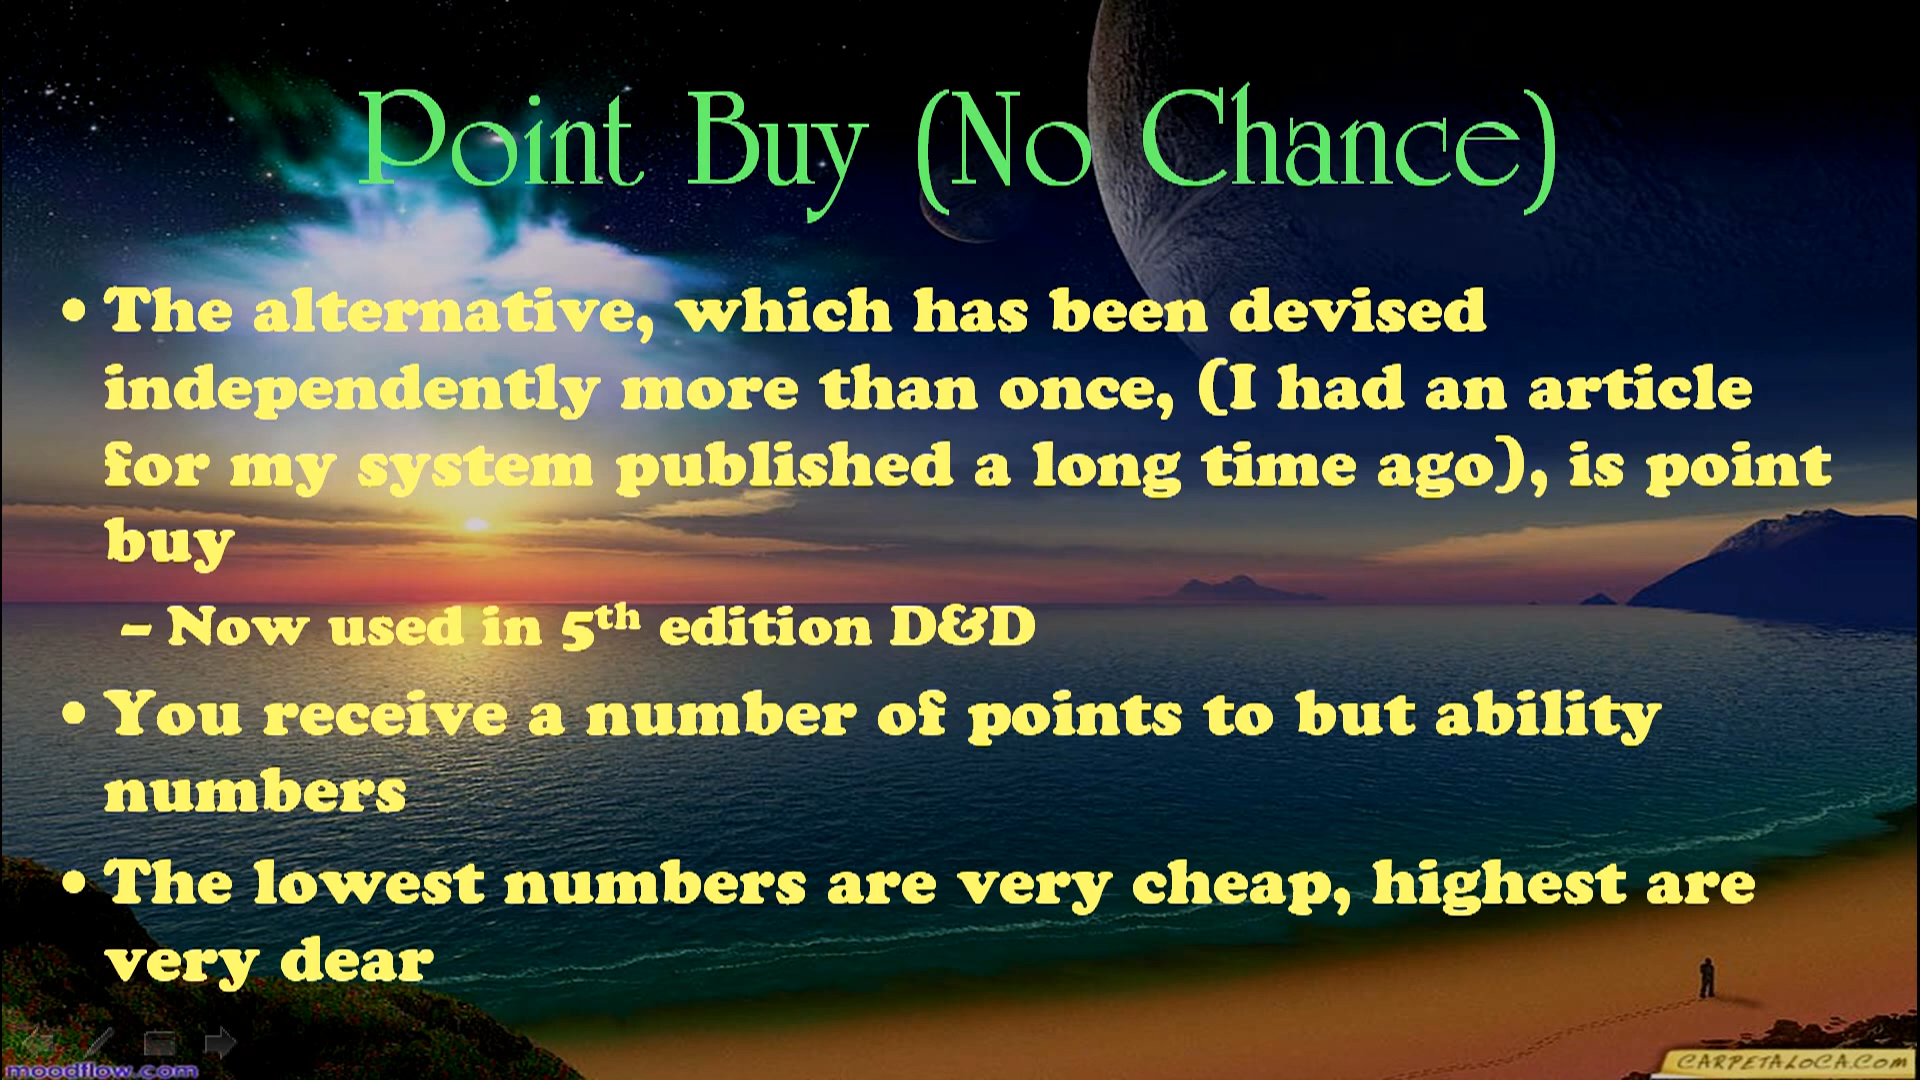 Point Buy (No Chance)
• The alternative, which has been devised
independently more than once, (I had an article
for my system published a long time ago), is point
buy
– Now used in 5th edition D&D
• You receive a number of points to but ability
numbers
• The lowest numbers are very cheap, highest are
very dear
moodflow.com
CARPETALOCA.COM